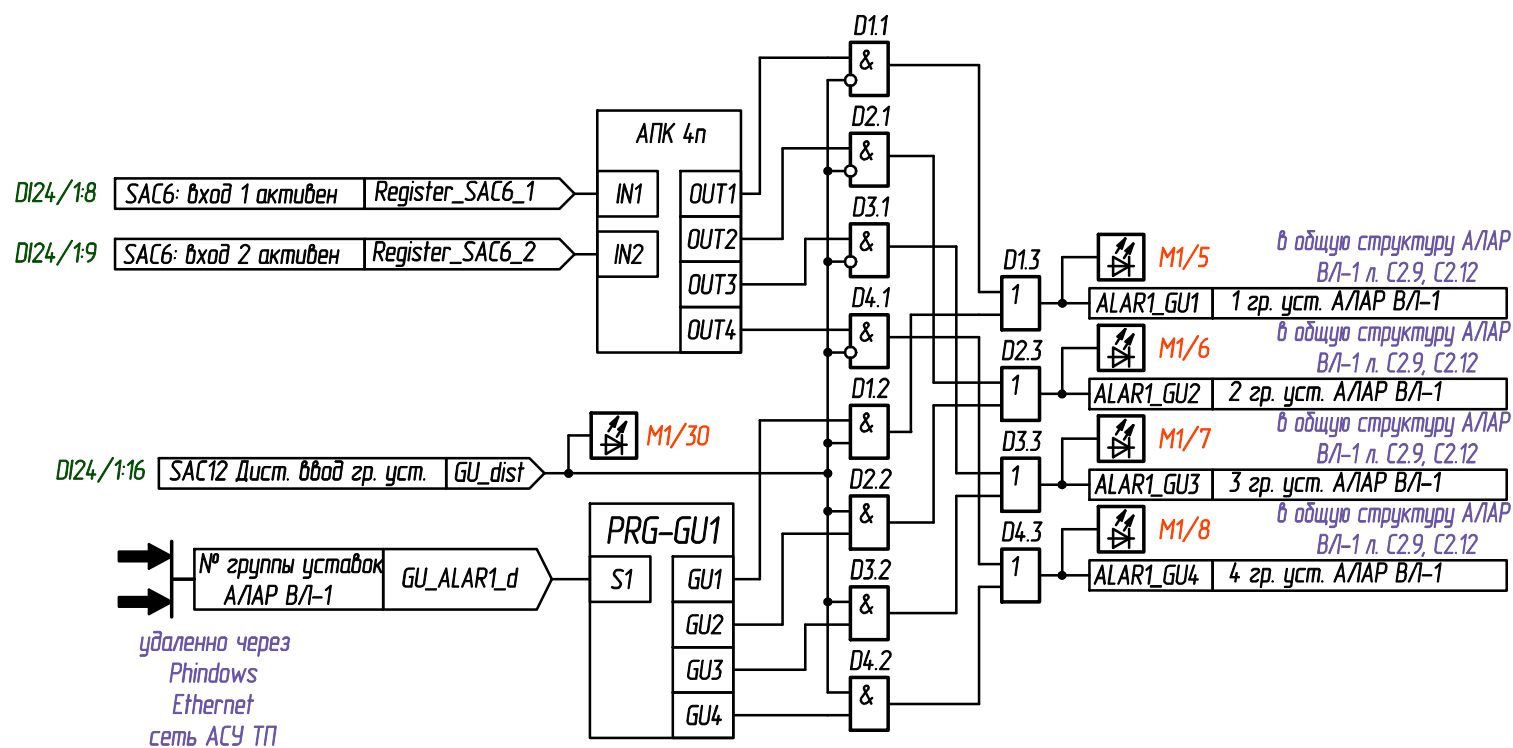 D1.1
&
D2.1
&
D3.1
&
D4.1
&
D1.2
&
D2.2
&
D3.2
&
D4.2
&
АПК 4п
IN1
IN2
OUT1
OUT2
OUT3
OUT4
DI24/1:8
SAC6: вход 1 активен
Register_SAC6_1
DI24/1:9
SAC6: вход 2 активен
Register_SAC6_2
M1/30
DI24/1:16
SAC12 Дист. ввод гр. уст.
GU_dist
PRG-GU1
S1
GU1
GU2
GU3
GU4
№ группы уставок
АЛАР ВЛ-1
GU_ALAR1_d
удаленно через
Phindows
Ethernet
сеть АСУ ТП
D1.3
1
D2.3
1
D3.3
1
D4.3
1
M1/5
в общую структуру АЛАР
ВЛ-1 л. С2.9, С2.12
ALAR1_GU1
1 гр. уст. АЛАР ВЛ-1
M1/6
в общую структуру АЛАР
ВЛ-1 л. С2.9, С2.12
ALAR1_GU2
2 гр. уст. АЛАР ВЛ-1
M1/7
в общую структуру АЛАР
ВЛ-1 л. С2.9, С2.12
ALAR1_GU3
3 гр. уст. АЛАР ВЛ-1
M1/8
в общую структуру АЛАР
ВЛ-1 л. С2.9, С2.12
ALAR1_GU4
4 гр. уст. АЛАР ВЛ-1